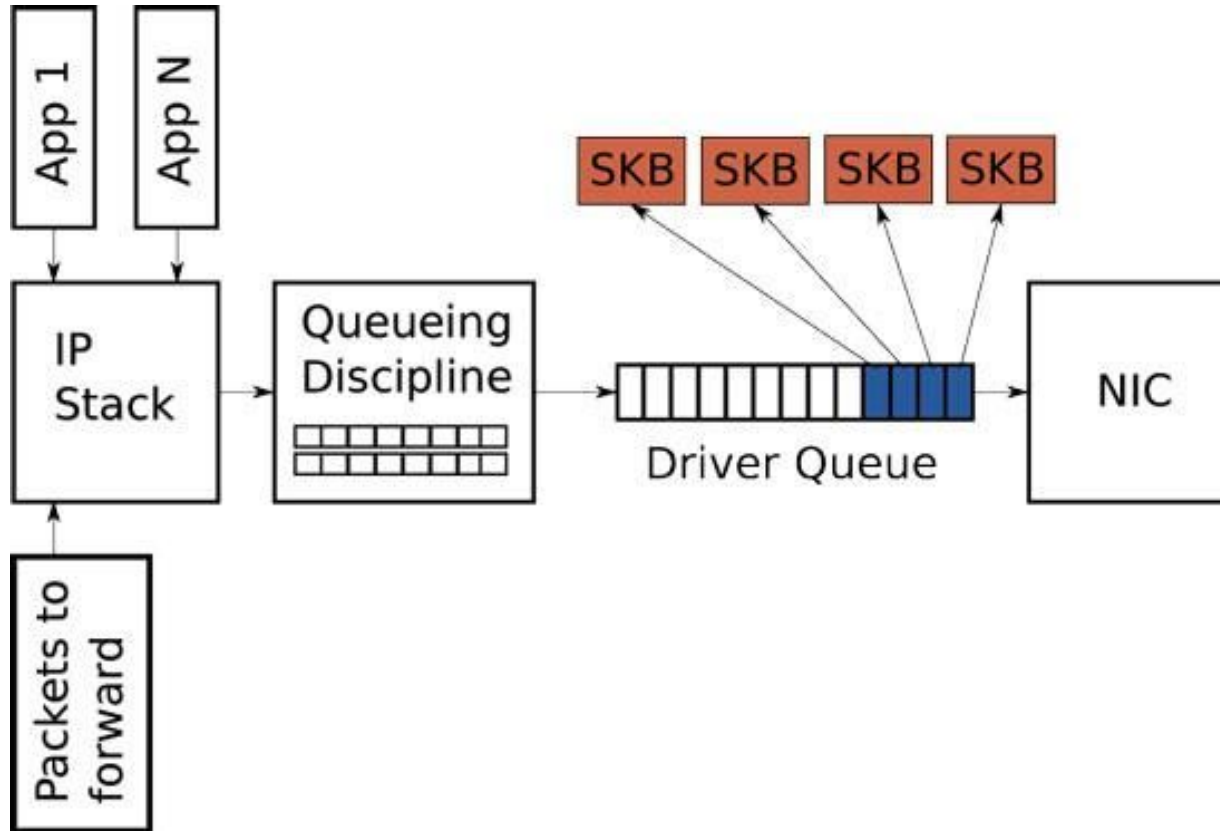 App 1
App N
SKB
SKB
SKB
SKB
IP
Stack
Queueing
Discipline
Driver Queue
NIC
Packets to
forward